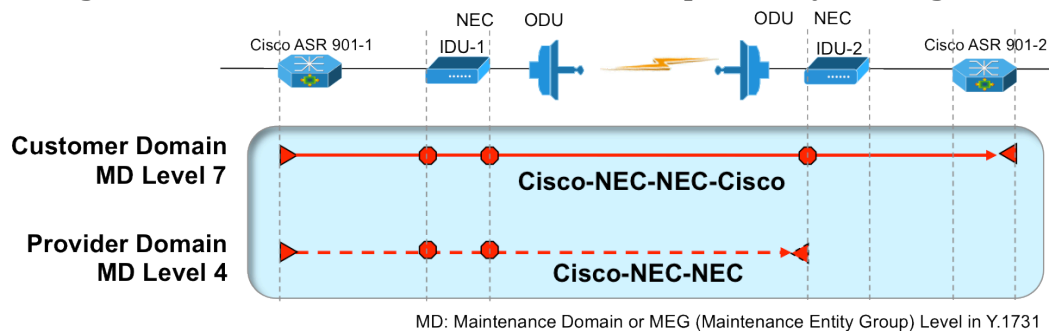 NEC ODU ODU NEC
Cisco ASR 901-1 IDU-1 IDU-2 Cisco ASR 901-2
Customer Domain
MD Level 7
Cisco-NEC-NEC-Cisco
Provider Domain
MD Level 4
Cisco-NEC-NEC
MD: Maintenance Domain or MEG (Maintenance Entity Group) Level in Y.1731